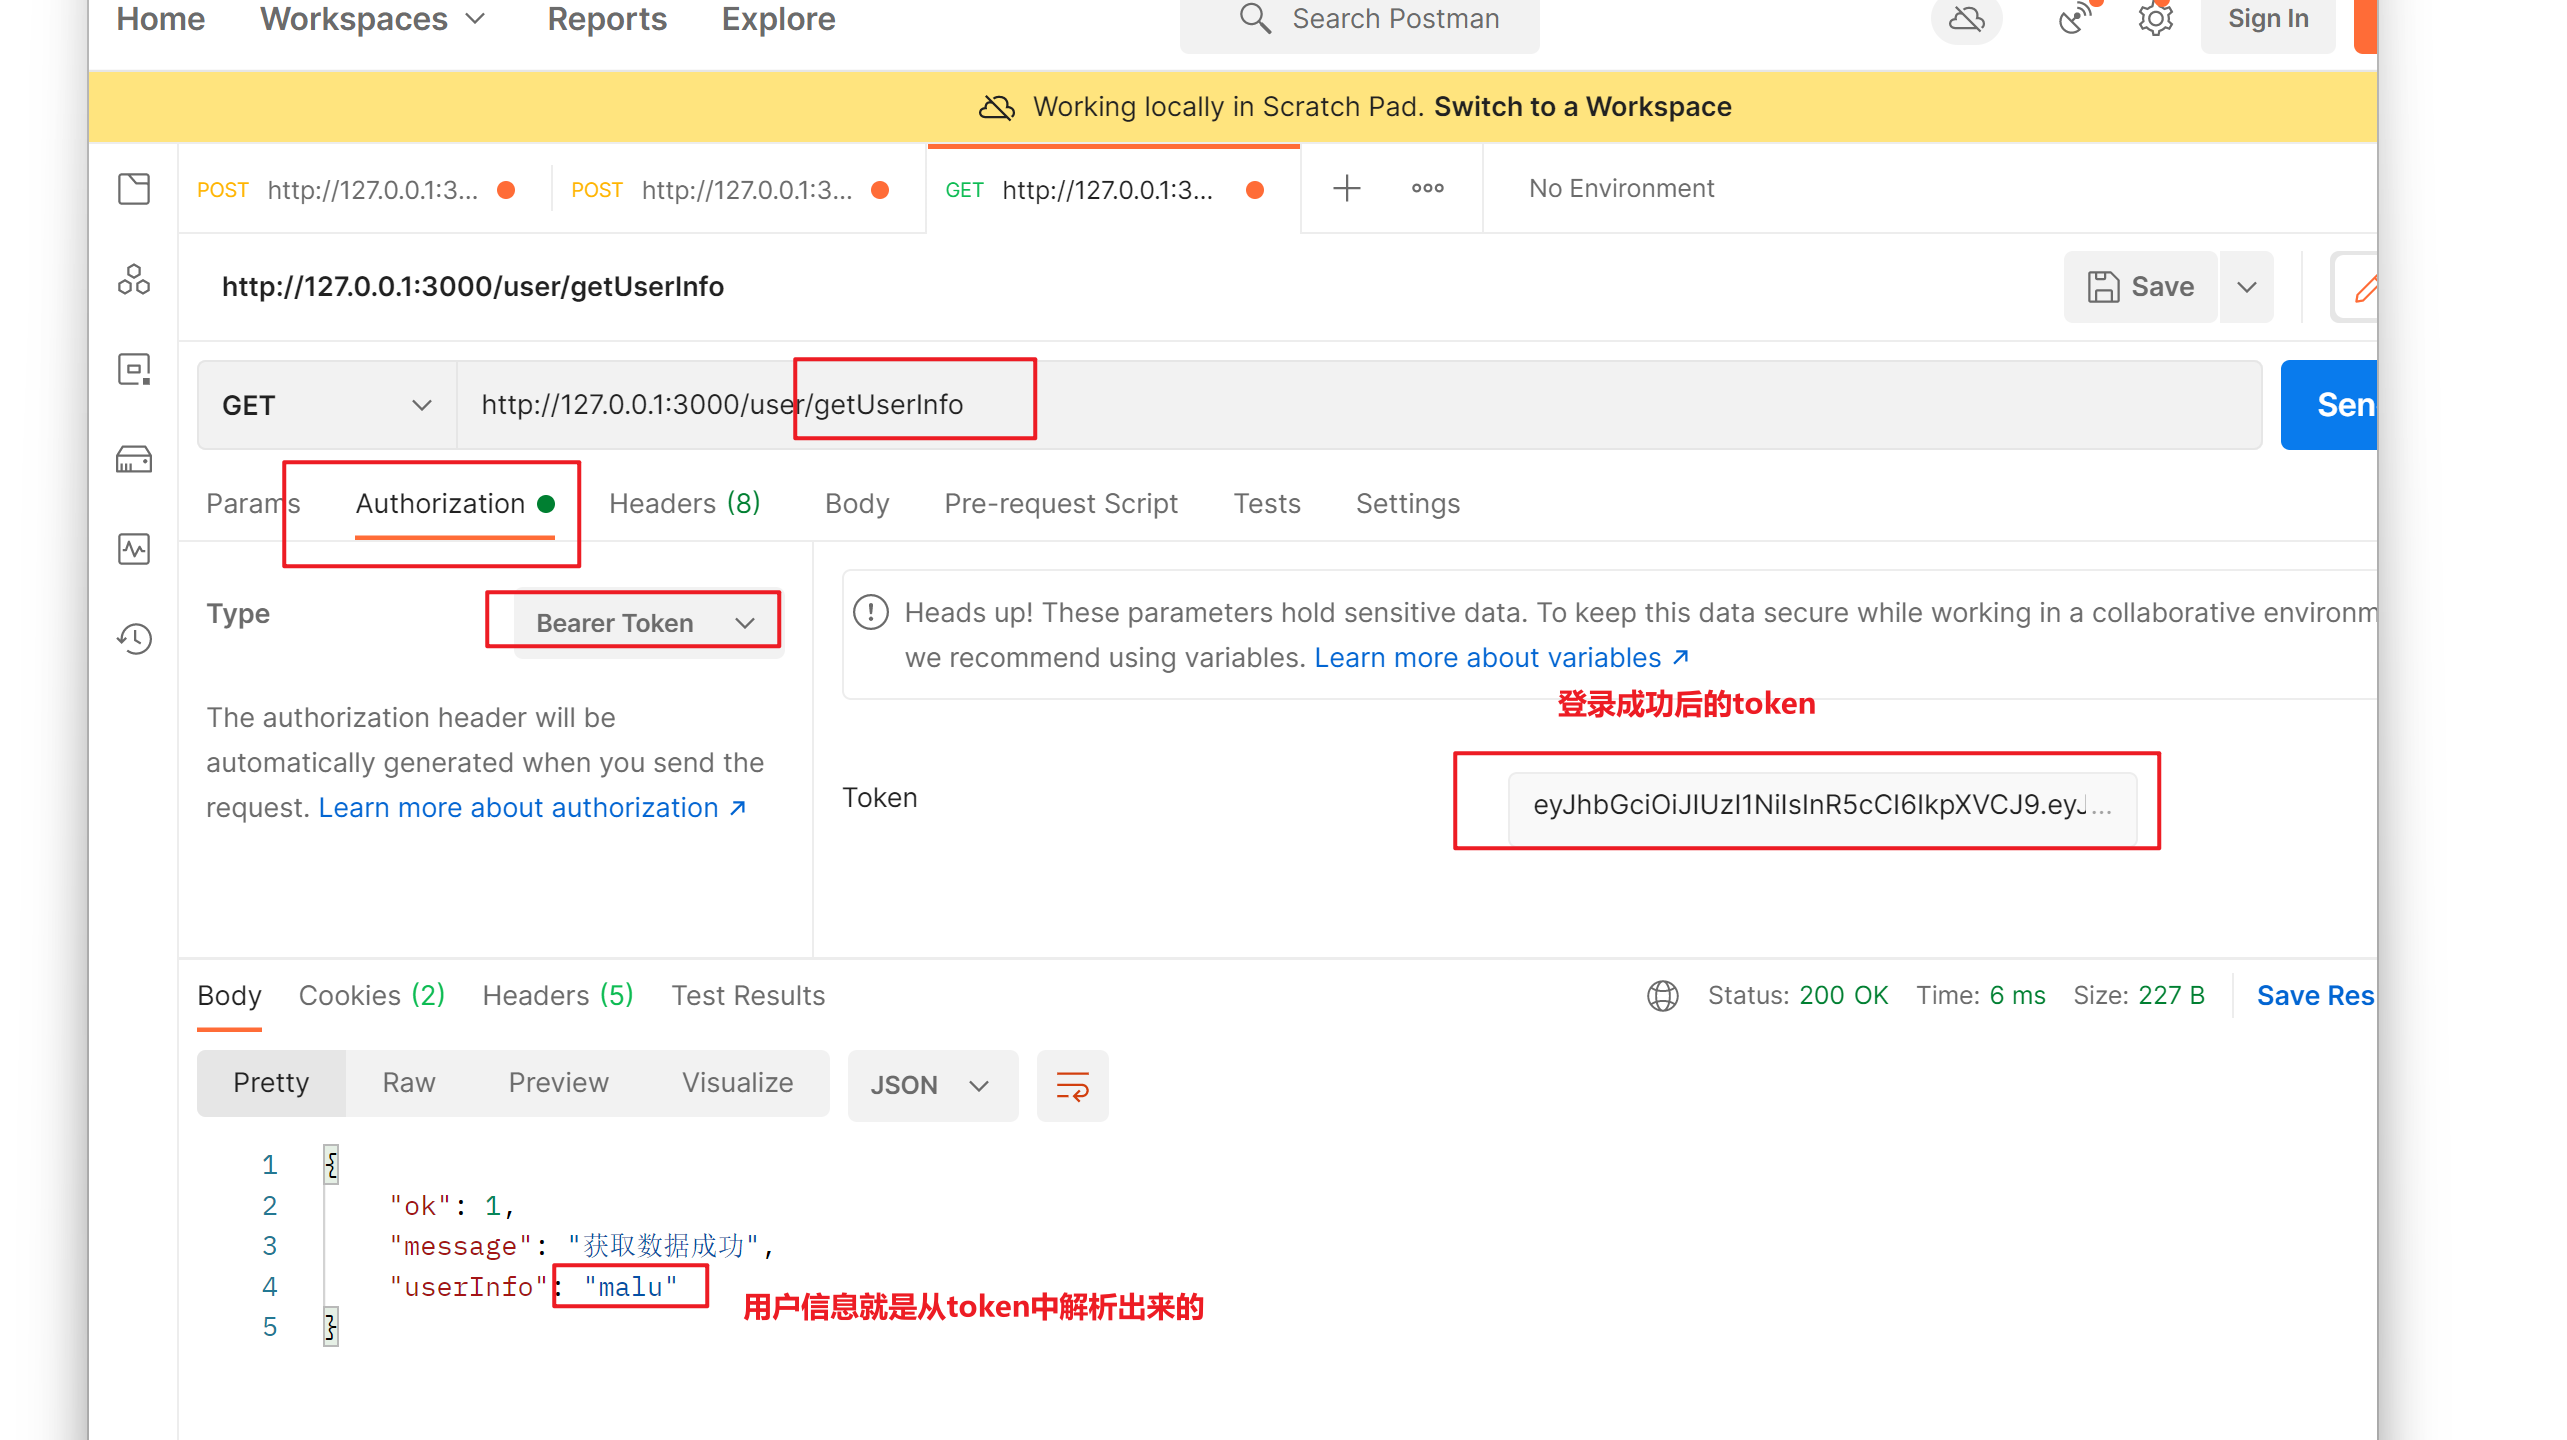 Home Workspaces Reports Explore Search Postman Sign In
Working locally in Scratch Pad. Switch to a Workspace
POST http://127.0.0.1:3... POST http://127.0.0.1:3... GET http://127.0.0.1:3... No Environment
http://127.0.0.1:3000/user/getUserInfo Save
GET http://127.0.0.1:3000/user/getUserInfo Sen
Params Authorization Headers (8) Body Pre-request Script Tests Settings
Type Bearer Token
Heads up! These parameters hold sensitive data. To keep this data secure while working in a collaborative environm
we recommend using variables. Learn more about variables ↗
The authorization header will be
automatically generated when you send the
request. Learn more about authorization ↗
登录成功后的token
Token eyJhbGciOiJIUzI1NiIsInR5cCI6IkpXVCJ9.eyJ...
Body Cookies (2) Headers (5) Test Results Status: 200 OK Time: 6 ms Size: 227 B Save Res
Pretty Raw Preview Visualize JSON
1 {
2 "ok": 1,
3 "message": "获取数据成功",
4 "userInfo": "malu"
用户信息就是从token中解析出来的
5 }